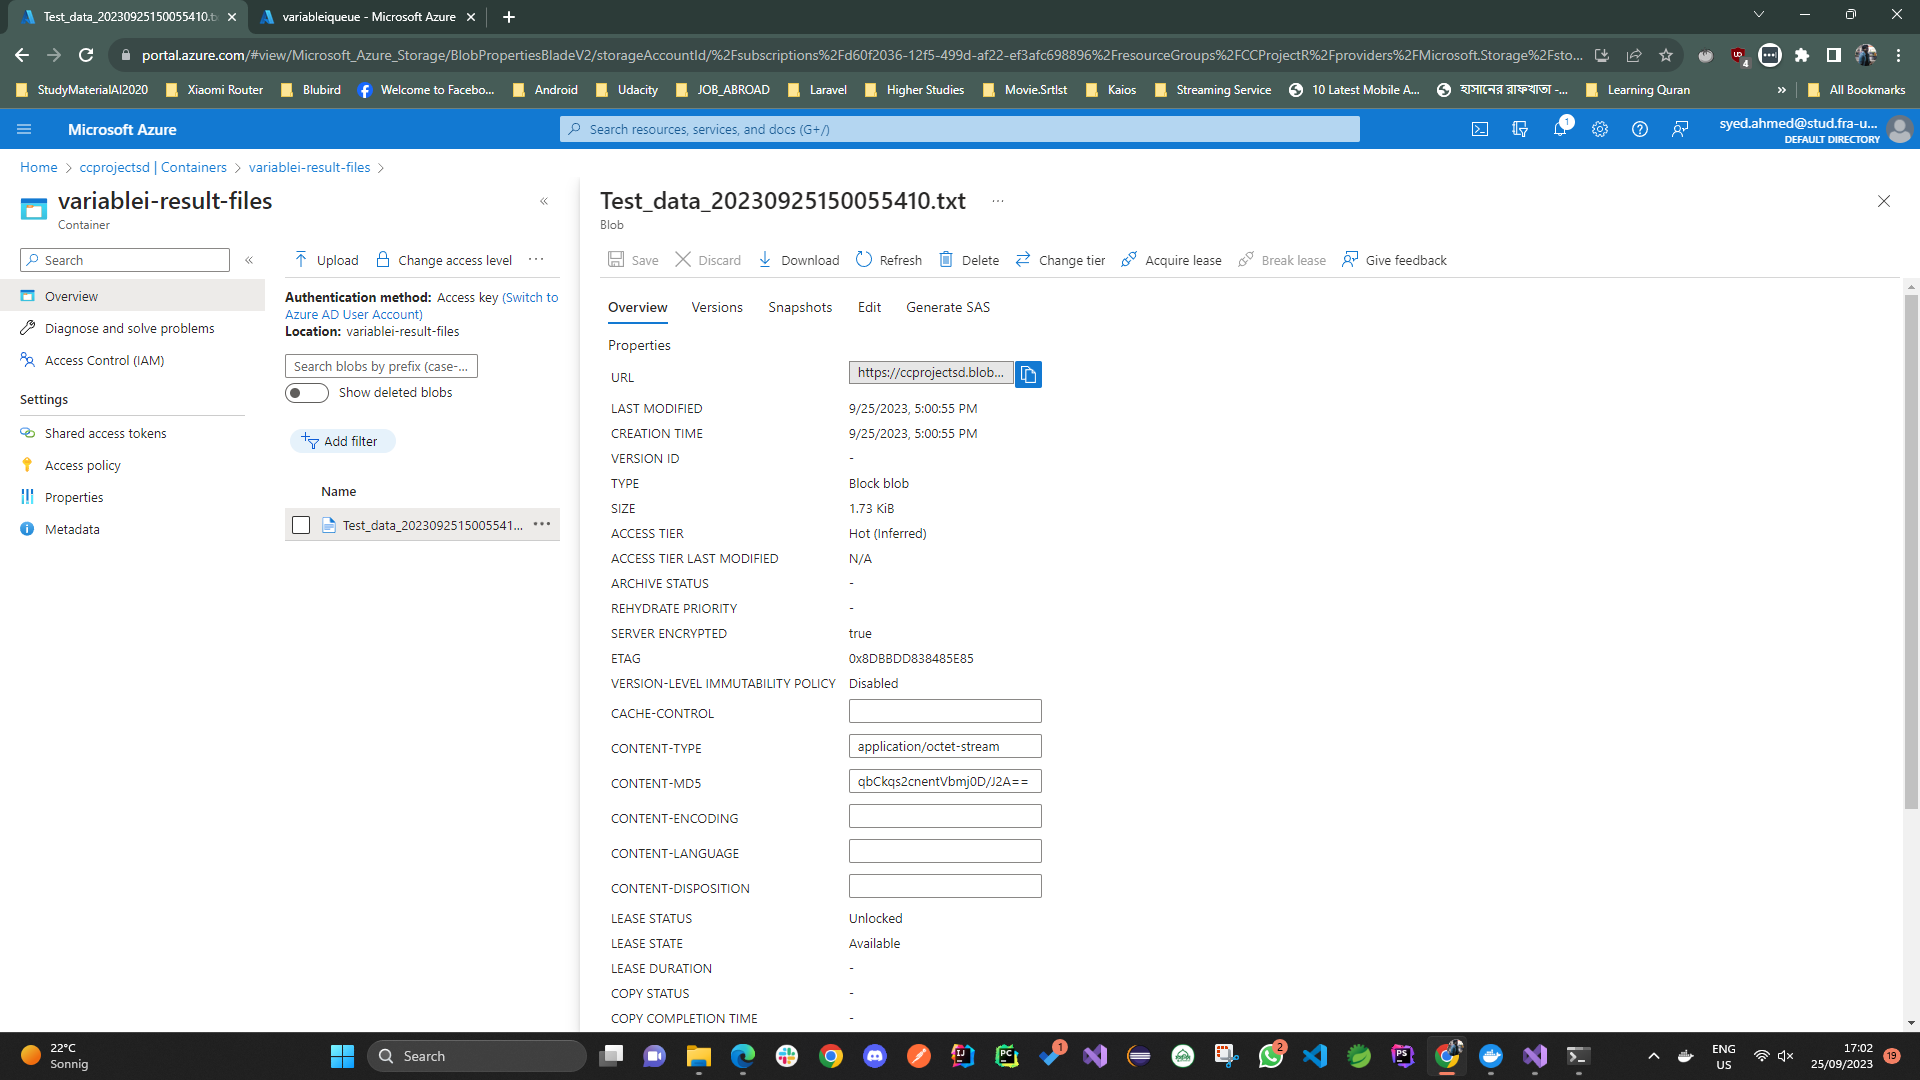 Test_data_20230925150055410.tx
variableiqueue - Microsoft Azure
portal.azure.com/#view/Microsoft_Azure_Storage/BlobPropertiesBladeV2/storageAccountId/%2Fsubscriptions%2Fd60f2036-12f5-499d-af22-ef3afc698896%2FresourceGroups%2FCCProjectR%2Fproviders%2FMicrosoft.Storage%2Fsto...
4
StudyMaterialAI2020 Xiaomi Router Blubird Welcome to Facebo... Android Udacity JOB_ABROAD Laravel Higher Studies Movie.Srtlst Kaios Streaming Service 10 Latest Mobile A... হাসানের রাফখাতা -... Learning Quran » All Bookmarks
Microsoft Azure
Search resources, services, and docs (G+/)
1
syed.ahmed@stud.fra-u...
DEFAULT DIRECTORY
Home > ccprojectsd | Containers > variablei-result-files >
variablei-result-files
Container
Search
Overview
Diagnose and solve problems
Access Control (IAM)
Settings
Shared access tokens
Access policy
Properties
Metadata
Upload Change access level ...
Authentication method: Access key (Switch to
Azure AD User Account)
Location: variablei-result-files
Search blobs by prefix (case-...
Show deleted blobs
Add filter
Name
Test_data_2023092515005541...
Test_data_20230925150055410.txt ...
Blob
Save Discard Download Refresh Delete Change tier Acquire lease Break lease Give feedback
Overview Versions Snapshots Edit Generate SAS
Properties
URL https://ccprojectsd.blob...
LAST MODIFIED 9/25/2023, 5:00:55 PM
CREATION TIME 9/25/2023, 5:00:55 PM
VERSION ID -
TYPE Block blob
SIZE 1.73 KiB
ACCESS TIER Hot (Inferred)
ACCESS TIER LAST MODIFIED N/A
ARCHIVE STATUS -
REHYDRATE PRIORITY -
SERVER ENCRYPTED true
ETAG 0x8DBBDD838485E85
VERSION-LEVEL IMMUTABILITY POLICY Disabled
CACHE-CONTROL
CONTENT-TYPE application/octet-stream
CONTENT-MD5 qbCkqs2cnentVbmj0D/J2A==
CONTENT-ENCODING
CONTENT-LANGUAGE
CONTENT-DISPOSITION
LEASE STATUS Unlocked
LEASE STATE Available
LEASE DURATION -
COPY STATUS -
COPY COMPLETION TIME -
22°C
Sonnig
Search
1
2
ENG
US
17:02
25/09/2023
19